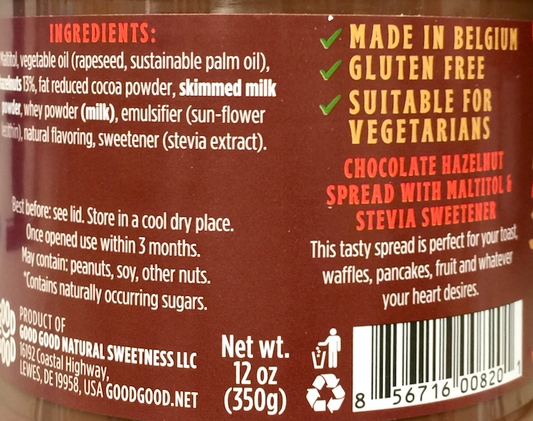 INGREDIENTS:
Maltitol, vegetable oil (rapeseed, sustainable palm oil),
hazelnuts 13%, fat reduced cocoa powder, skimmed milk
powder, whey powder (milk), emulsifier (sun-flower
lecithin), natural flavoring, sweetener (stevia extract).
Best before: see lid. Store in a cool dry place.
Once opened use within 3 months.
May contain: peanuts, soy, other nuts.
*Contains naturally occurring sugars.
PRODUCT OF
GOOD GOOD NATURAL SWEETNESS LLC
16192 Coastal Highway,
LEWES, DE 19958, USA GOODGOOD.NET
Net wt.
12 oz
(350g)
MADE IN BELGIUM
GLUTEN FREE
SUITABLE FOR
VEGETARIANS
CHOCOLATE HAZELNUT
SPREAD WITH MALTITOL &
STEVIA SWEETENER
This tasty spread is perfect for your toast,
waffles, pancakes, fruit and whatever
your heart desires.
8 56716 00820 1